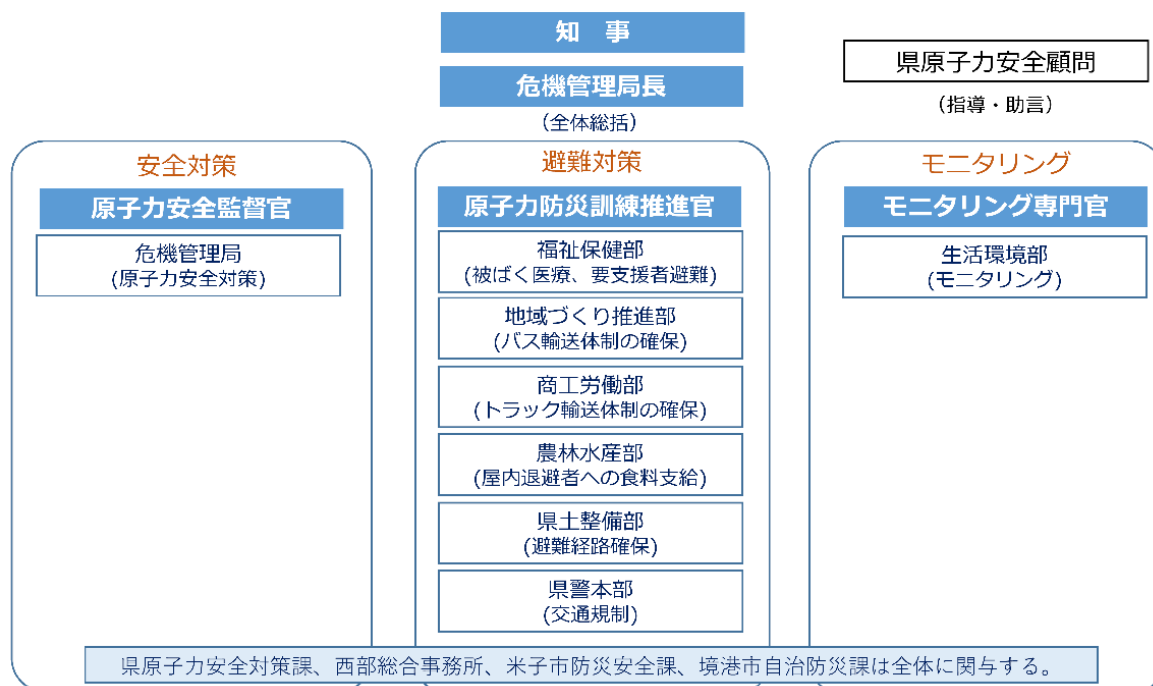 知　事
危機管理局長
(全体総括)
県原子力安全顧問
(指導・助言)
安全対策
原子力安全監督官
危機管理局
(原子力安全対策)
避難対策
原子力防災訓練推進官
福祉保健部
(被ばく医療、要支援者避難)
地域づくり推進部
(バス輸送体制の確保)
商工労働部
(トラック輸送体制の確保)
農林水産部
(屋内退避者への食料支給)
県土整備部
(避難経路確保)
県警本部
(交通規制)
モニタリング
モニタリング専門官
生活環境部
(モニタリング)
県原子力安全対策課、西部総合事務所、米子市防災安全課、境港市自治防災課は全体に関与する。